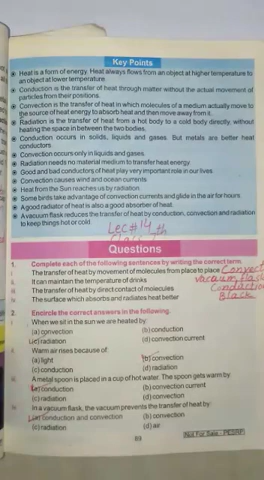 Key Points
Heat is a form of energy. Heat always flows from an object at higher temperature to
an object at lower temperature.
Conduction is the transfer of heat through matter without the actual movement of
particles from their positions.
Convection is the transfer of heat in which molecules of a medium actually move to
the source of heat energy to absorb heat and then move away from it.
Radiation is the transfer of heat from a hot body to a cold body directly, without
heating the space in between the two bodies.
Conduction occurs in solids, liquids and gases. But metals are better heat
conductors.
Convection occurs only in liquids and gases.
Radiation needs no material medium to transfer heat energy.
Good and bad conductors of heat play very important role in our lives
Convection causes wind and ocean currents.
Heat from the Sun reaches us by radiation.
Some birds take advantage of convection currents and glide in the air for hours.
A good radiator of heat is also a good absorber of heat.
A vacuum flask reduces the transfer of heat by conduction, convection and radiation
to keep things hot or cold.
Lec # 14 th
Questions
1. Complete each of the following sentences by writing the correct term.
i. The transfer of heat by movement of molecules from place to place Convect
ii. It can maintain the temperature of drinks vacuum flask
iii. The transfer of heat by direct contact of molecules Conduction
iv. The surface which absorbs and radiates heat better Black
2. Encircle the correct answers in the following.
i. When we sit in the sun we are heated by:
(a) convection (b) conduction
(c) radiation (d) convection current
ii. Warm air rises because of:
(a) light (b) convection
(c) conduction (d) radiation
iii. A metal spoon is placed in a cup of hot water. The spoon gets warm by
(a) conduction (b) convection current
(c) radiation (d) convection
iv. In a vacuum flask, the vacuum prevents the transfer of heat by:
(a) conduction and convection (b) convection
(c) radiation (d) air
89
Not For Sale - PESRP